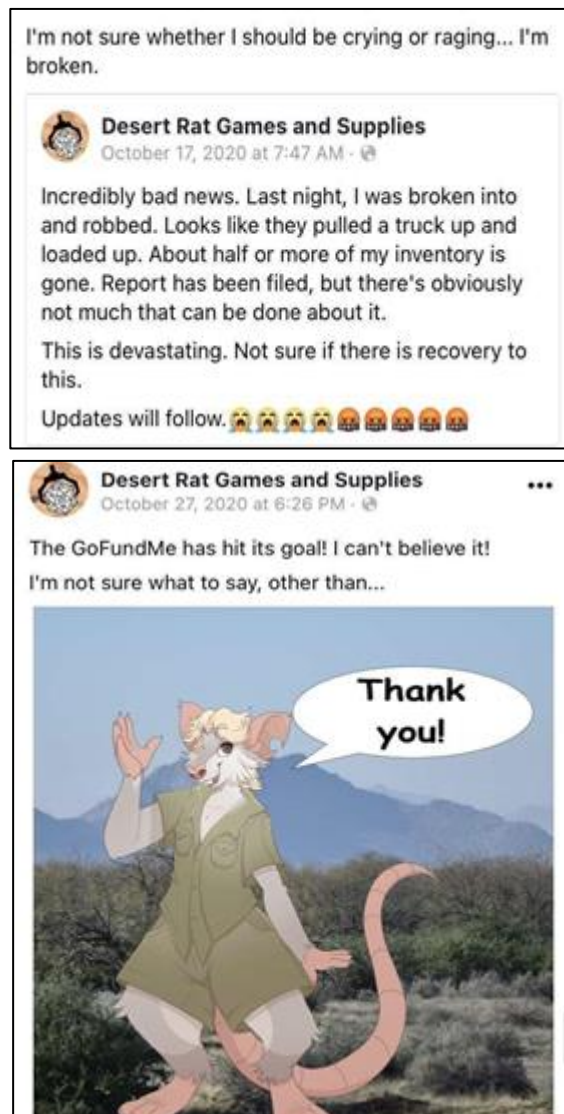 I'm not sure whether I should be crying or raging... I'm
broken.
Desert Rat Games and Supplies
October 17, 2020 at 7:47 AM ·
Incredibly bad news. Last night, I was broken into
and robbed. Looks like they pulled a truck up and
loaded up. About half or more of my inventory is
gone. Report has been filed, but there's obviously
not much that can be done about it.
This is devastating. Not sure if there is recovery to
this.
Updates will follow.😭😭😭😭🤬🤬🤬🤬🤬
Desert Rat Games and Supplies
October 27, 2020 at 6:26 PM ·
The GoFundMe has hit its goal! I can't believe it!
I'm not sure what to say, other than...
Thank
you!